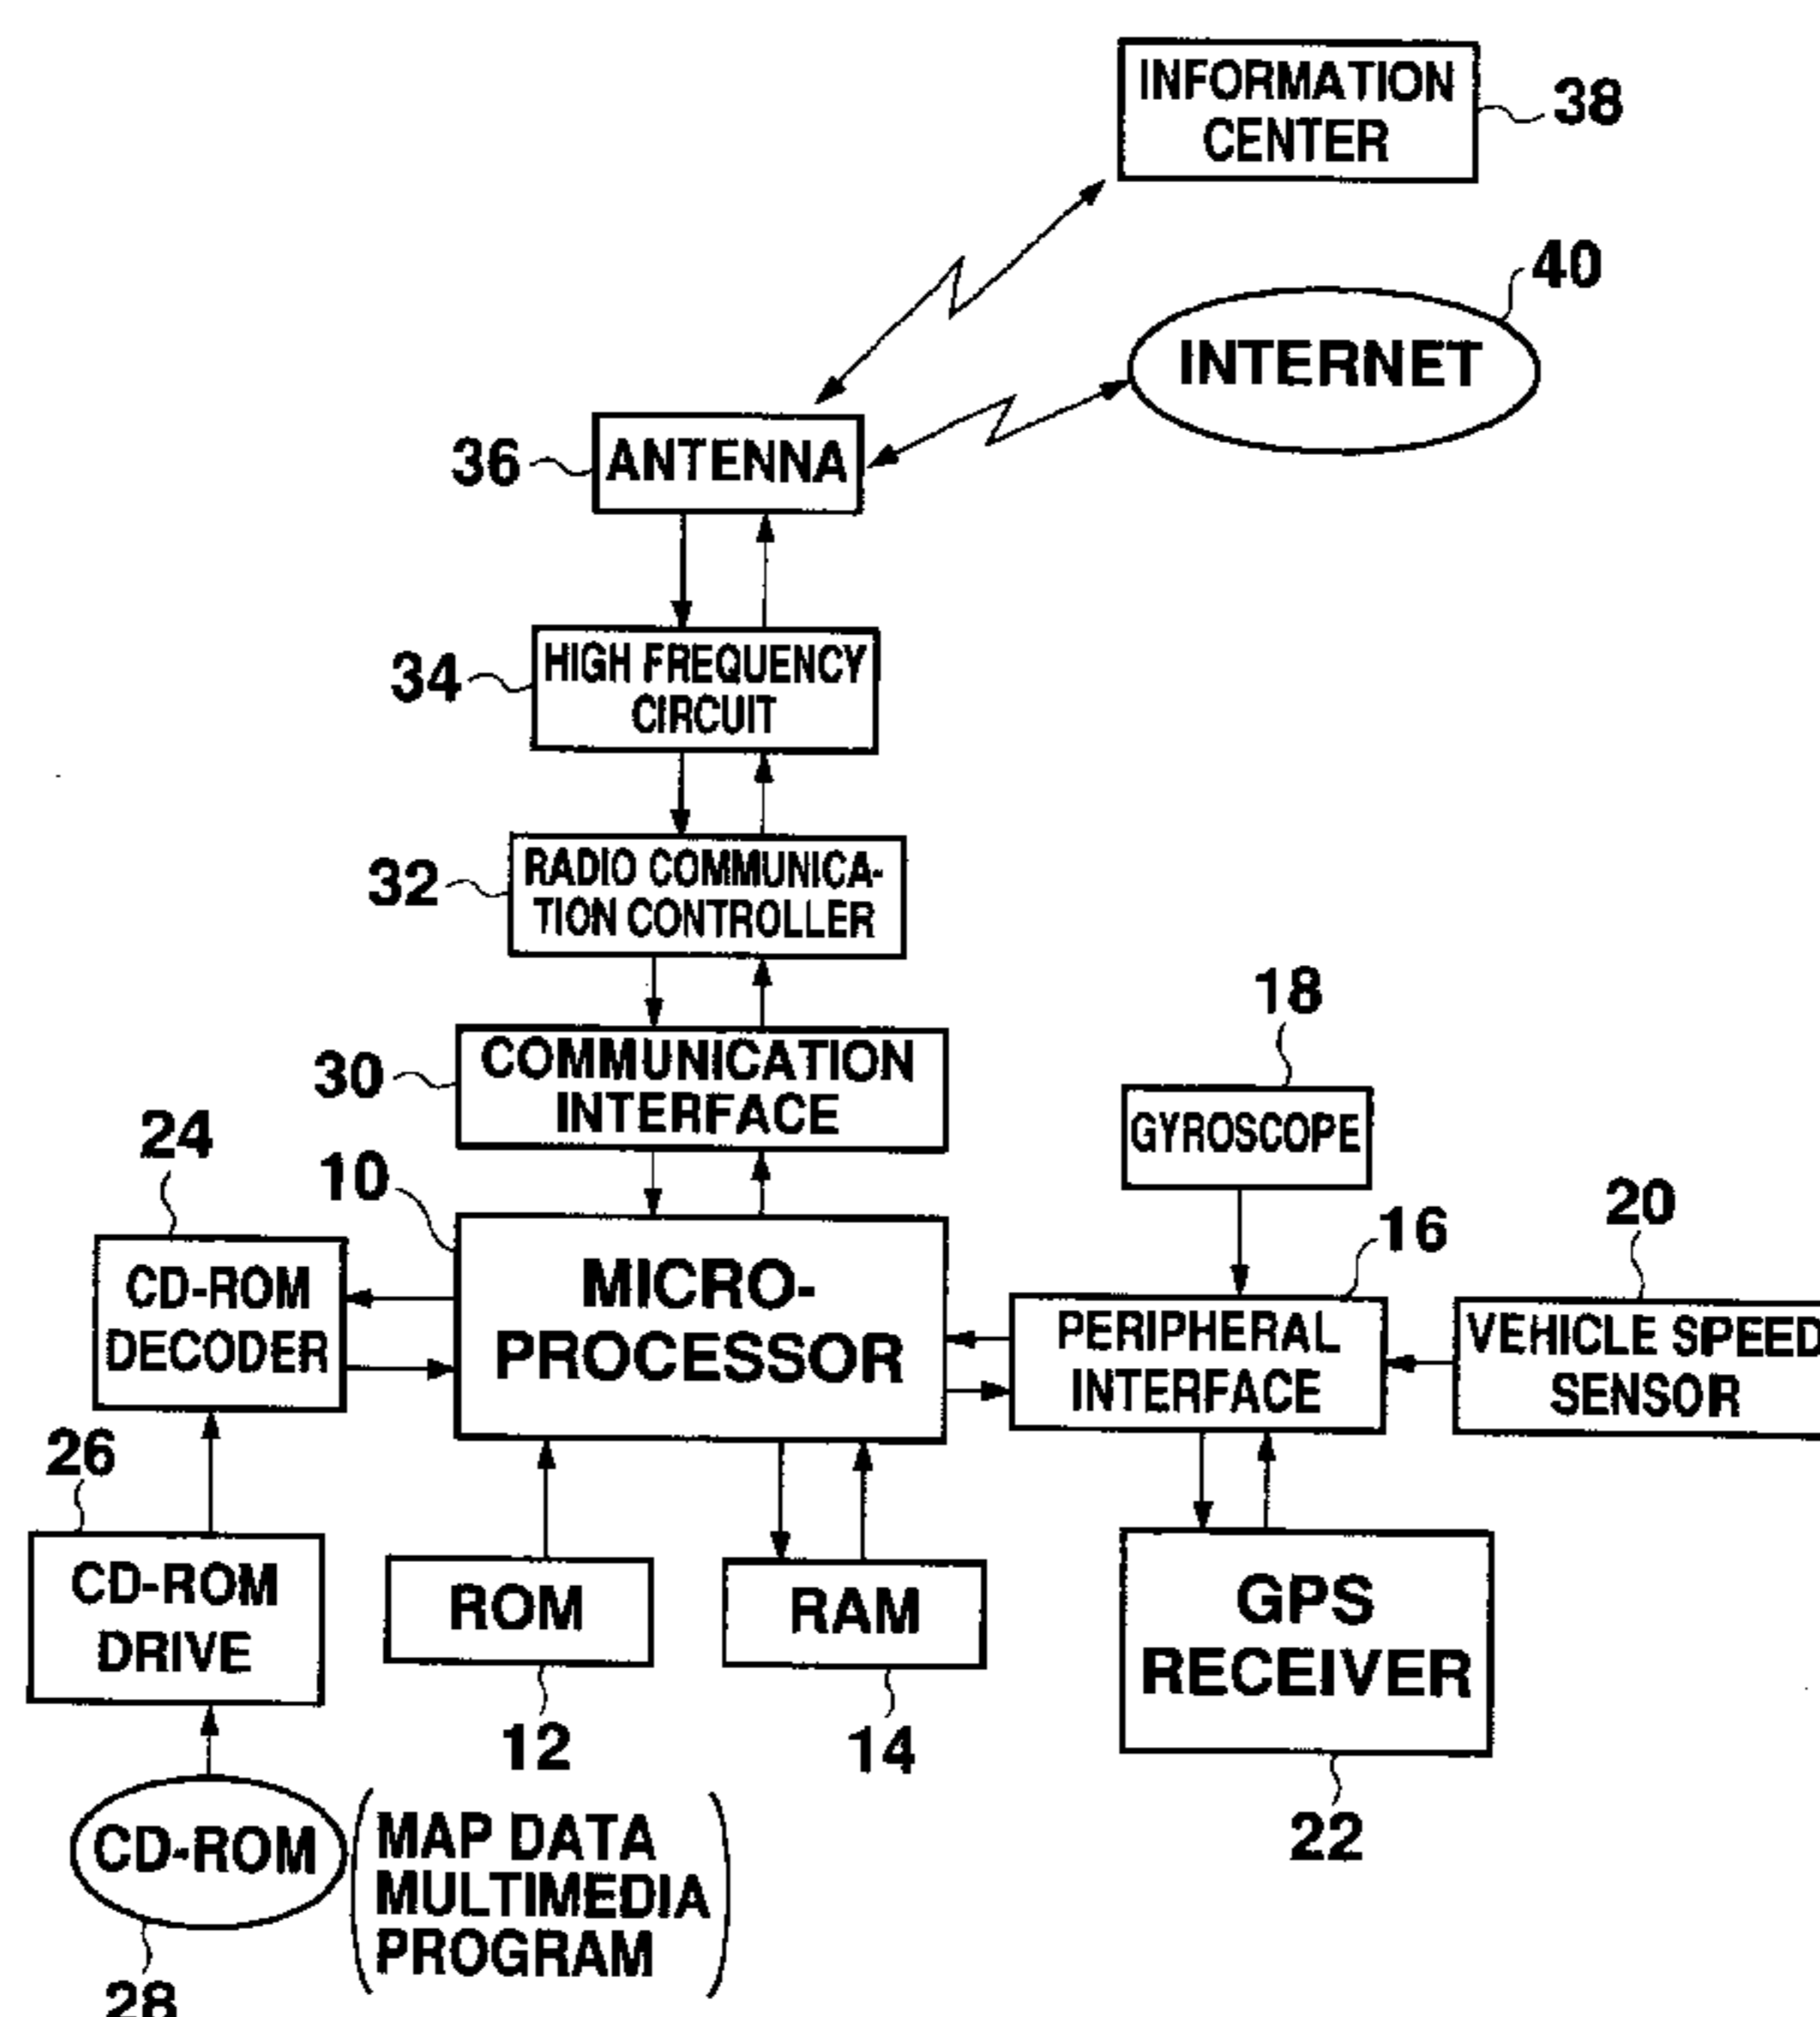 INFORMATION
CENTER
38
40
INTERNET
36
ANTENNA
34
HIGH FREQUENCY
CIRCUIT
32
RADIO COMMUNICA-
TION CONTROLLER
18
30
COMMUNICATION
INTERFACE
GYROSCOPE
24
10
20
16
CD-ROM
DECODER
MICRO-
PROCESSOR
PERIPHERAL
INTERFACE
VEHICLE SPEED
SENSOR
26
CD-ROM
DRIVE
ROM
RAM
GPS
RECEIVER
12
14
22
CD-ROM
MAP DATA
MULTIMEDIA
PROGRAM
28